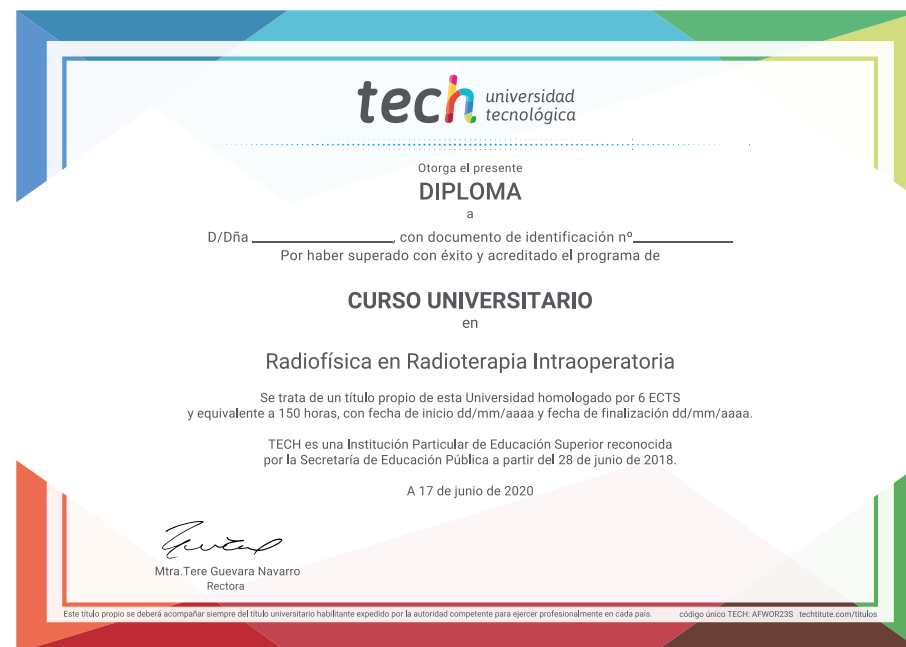 tech universidad
tecnológica
Otorga el presente
DIPLOMA
a
D/Dña ____________________, con documento de identificación nº______________
Por haber superado con éxito y acreditado el programa de
CURSO UNIVERSITARIO
en
Radiofísica en Radioterapia Intraoperatoria
Se trata de un título propio de esta Universidad homologado por 6 ECTS
y equivalente a 150 horas, con fecha de inicio dd/mm/aaaa y fecha de finalización dd/mm/aaaa.
TECH es una Institución Particular de Educación Superior reconocida
por la Secretaría de Educación Pública a partir del 28 de junio de 2018.
A 17 de junio de 2020
Mtra.Tere Guevara Navarro
Rectora
Este título propio se deberá acompañar siempre del título universitario habilitante expedido por la autoridad competente para ejercer profesionalmente en cada país. código único TECH: AFWOR23S techtitute.com/títulos